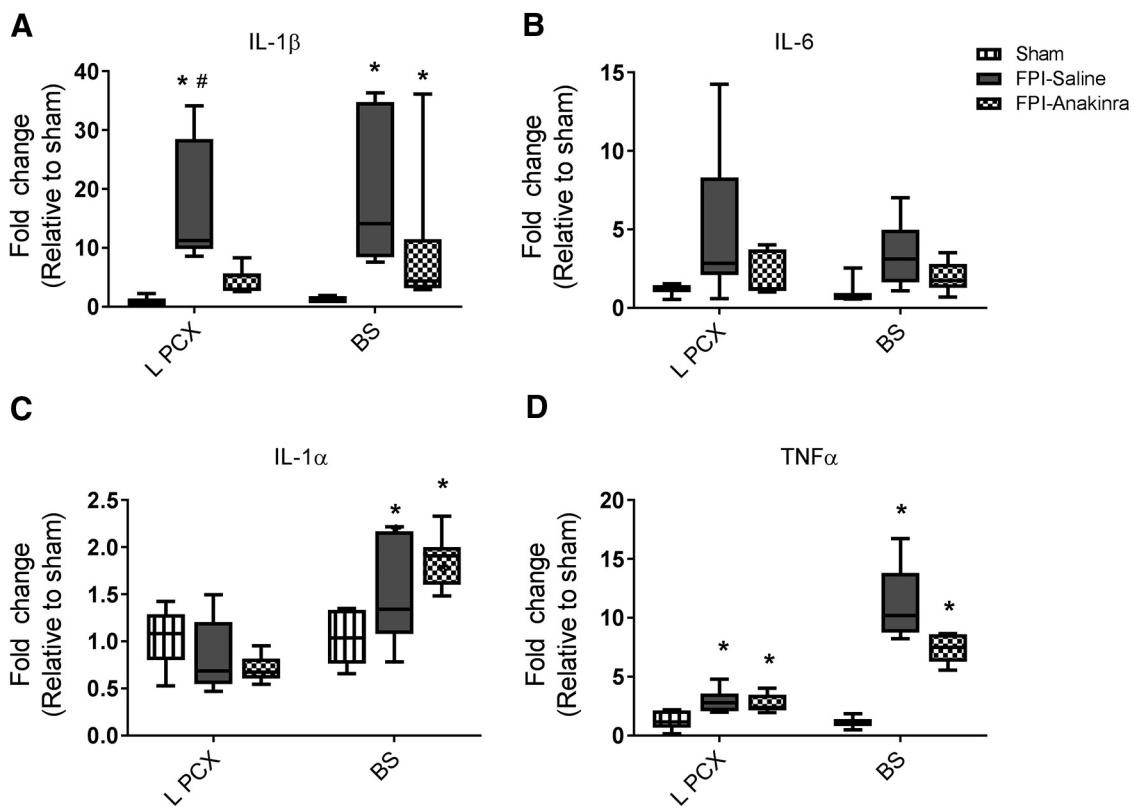 A
IL-1β
Fold change
(Relative to sham)
40
30
20
10
0
* #
*
*
L PCX
BS
B
IL-6
Fold change
(Relative to sham)
15
10
5
0
L PCX
BS
Sham
FPI-Saline
FPI-Anakinra
C
IL-1α
Fold change
(Relative to sham)
2.5
2.0
1.5
1.0
0.5
0.0
*
*
L PCX
BS
D
TNFα
Fold change
(Relative to sham)
20
15
10
5
0
*
*
*
*
L PCX
BS